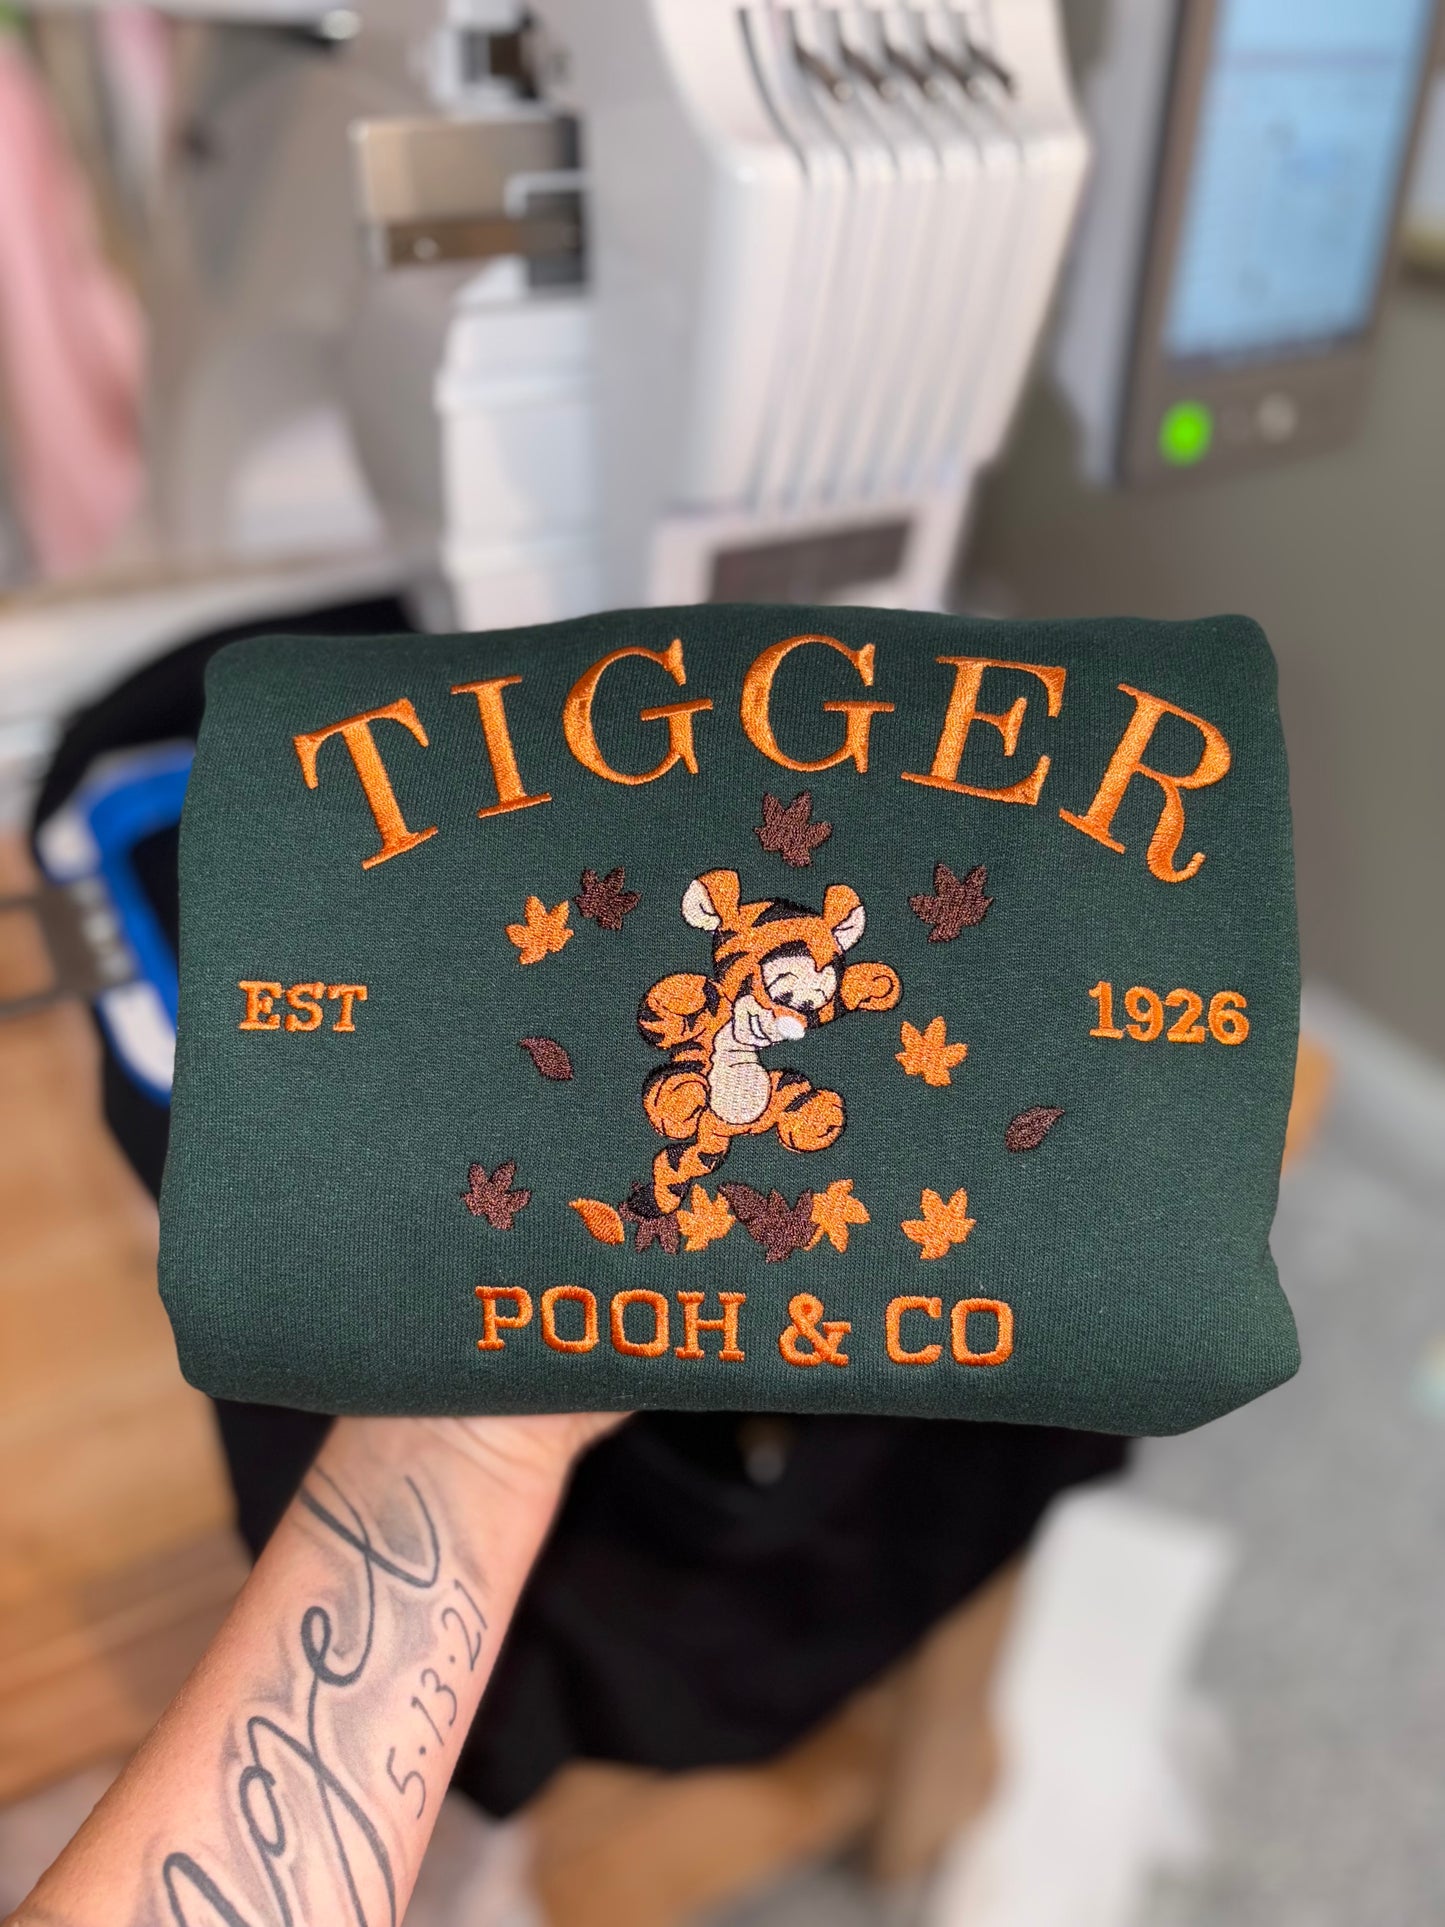 TIGGER
EST
1926
POOH & CO
5.13.21